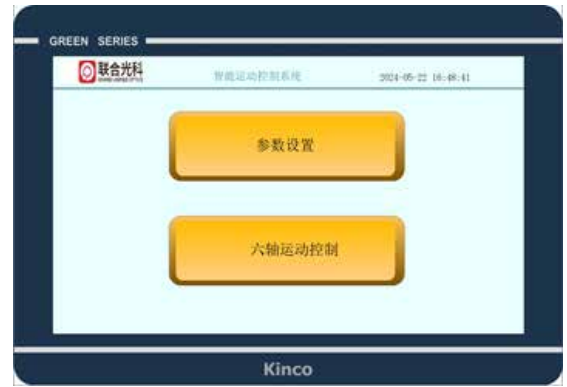 GREEN SERIES
联合光科
智能运动控制系统
2024-05-22 16:48:41
参数设置
六轴运动控制
Kinco